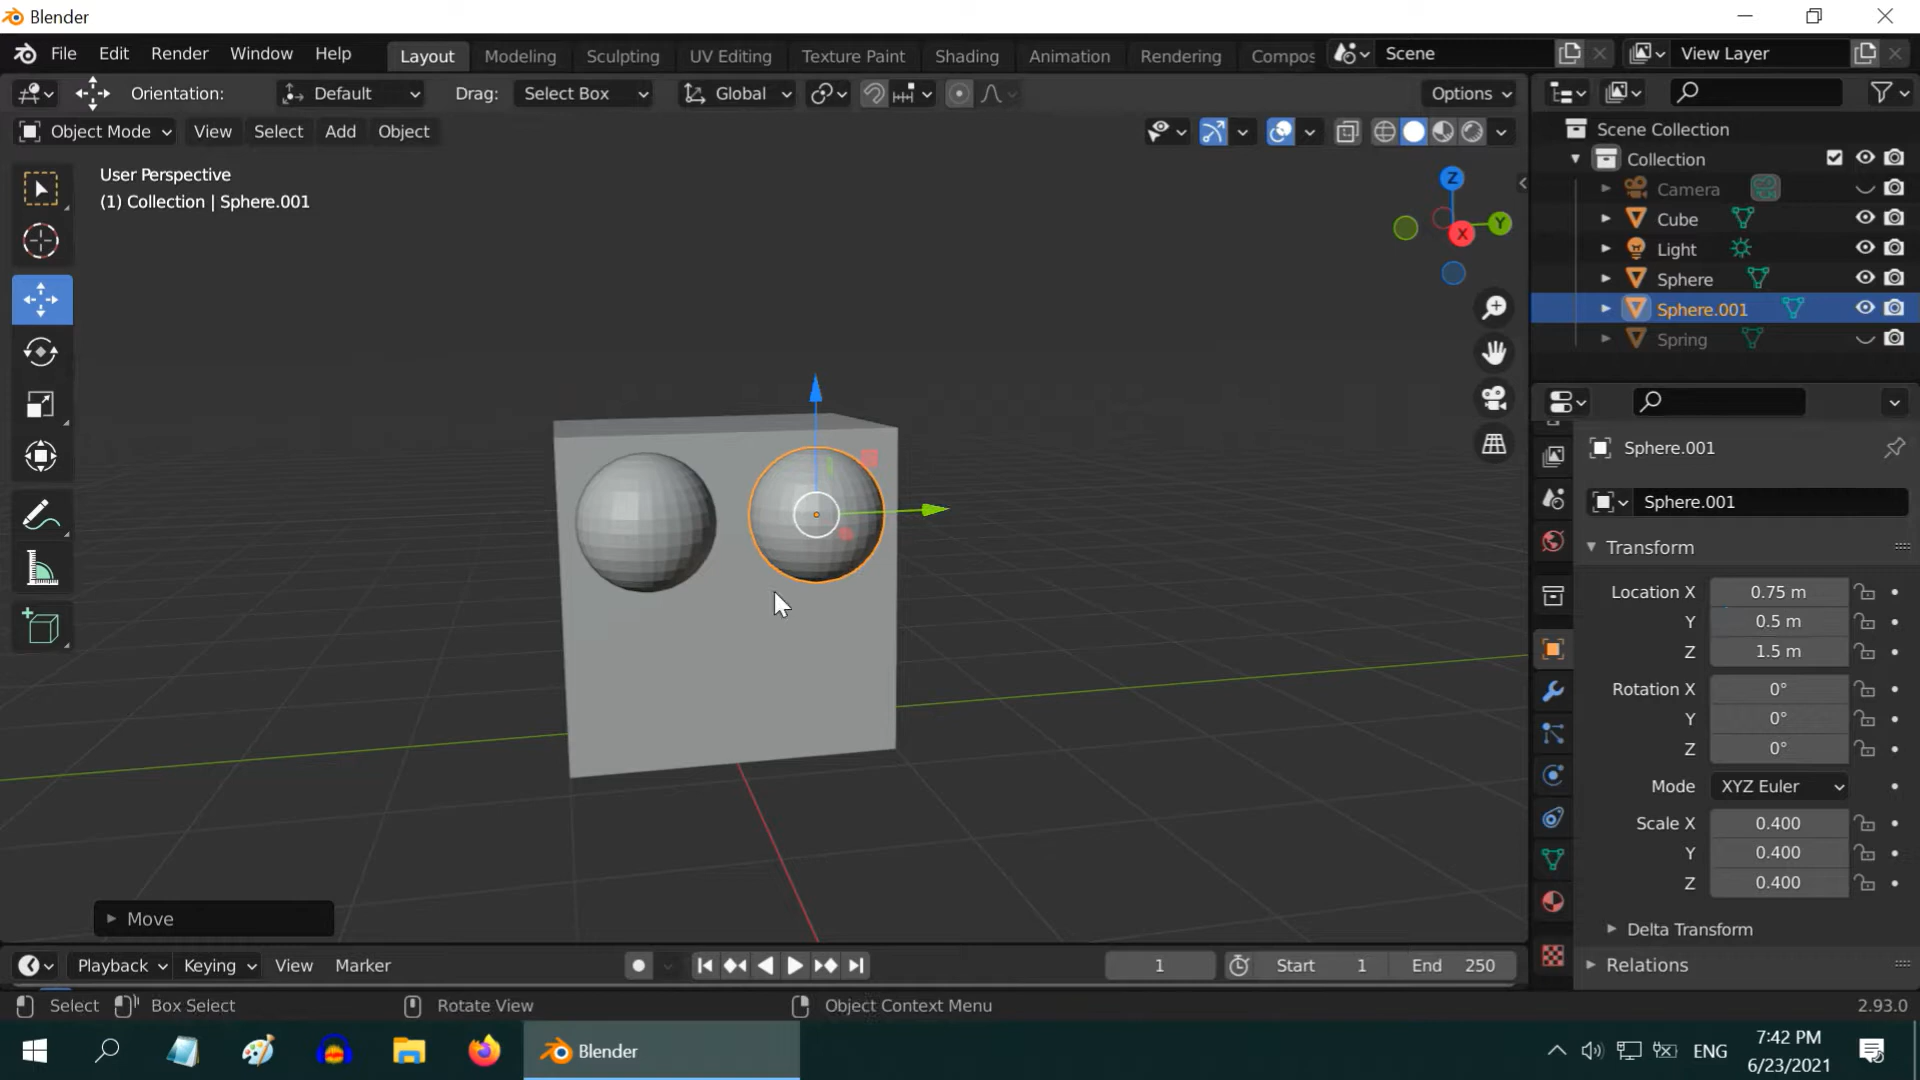 Blender
File Edit Render Window Help Layout Modeling Sculpting UV Editing Texture Paint Shading Animation Rendering Compos Scene View Layer
Orientation: Default Drag: Select Box Global Options
Object Mode View Select Add Object
User Perspective
(1) Collection | Sphere.001
Z
Y
X
Scene Collection
Collection
Camera
Cube
Light
Sphere
Sphere.001
Spring
Sphere.001
Sphere.001
Transform
Location X 0.75 m
Y 0.5 m
Z 1.5 m
Rotation X 0°
Y 0°
Z 0°
Mode XYZ Euler
Scale X 0.400
Y 0.400
Z 0.400
Delta Transform
Relations
Move
Playback Keying View Marker 1 Start 1 End 250
Select Box Select Rotate View Object Context Menu 2.93.0
Blender ENG 7:42 PM
6/23/2021